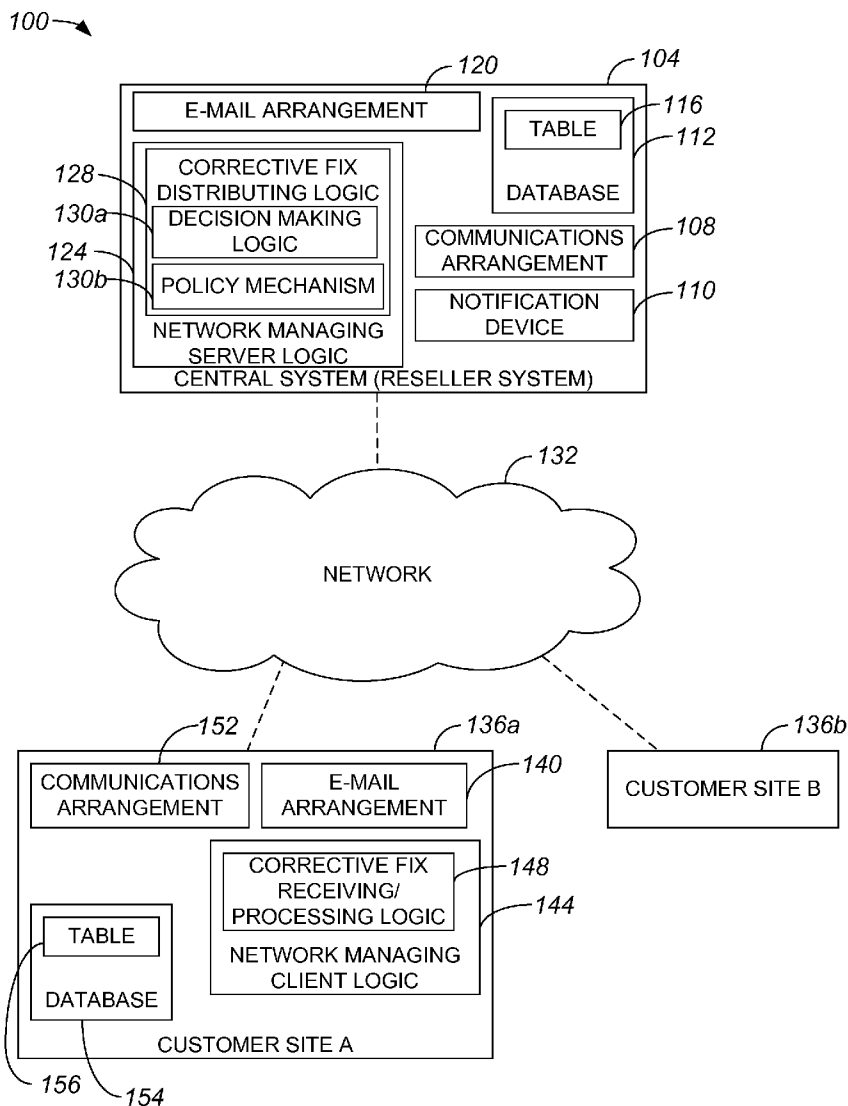 100
120
104
E-MAIL ARRANGEMENT
116
TABLE
112
DATABASE
128
CORRECTIVE FIX
DISTRIBUTING LOGIC
130a
DECISION MAKING
LOGIC
124
130b
POLICY MECHANISM
COMMUNICATIONS
ARRANGEMENT
108
NOTIFICATION
DEVICE
110
NETWORK MANAGING
SERVER LOGIC
CENTRAL SYSTEM (RESELLER SYSTEM)
132
NETWORK
152
136a
136b
COMMUNICATIONS
ARRANGEMENT
E-MAIL
ARRANGEMENT
140
CUSTOMER SITE B
CORRECTIVE FIX
RECEIVING/
PROCESSING LOGIC
148
144
NETWORK MANAGING
CLIENT LOGIC
TABLE
DATABASE
CUSTOMER SITE A
156
154